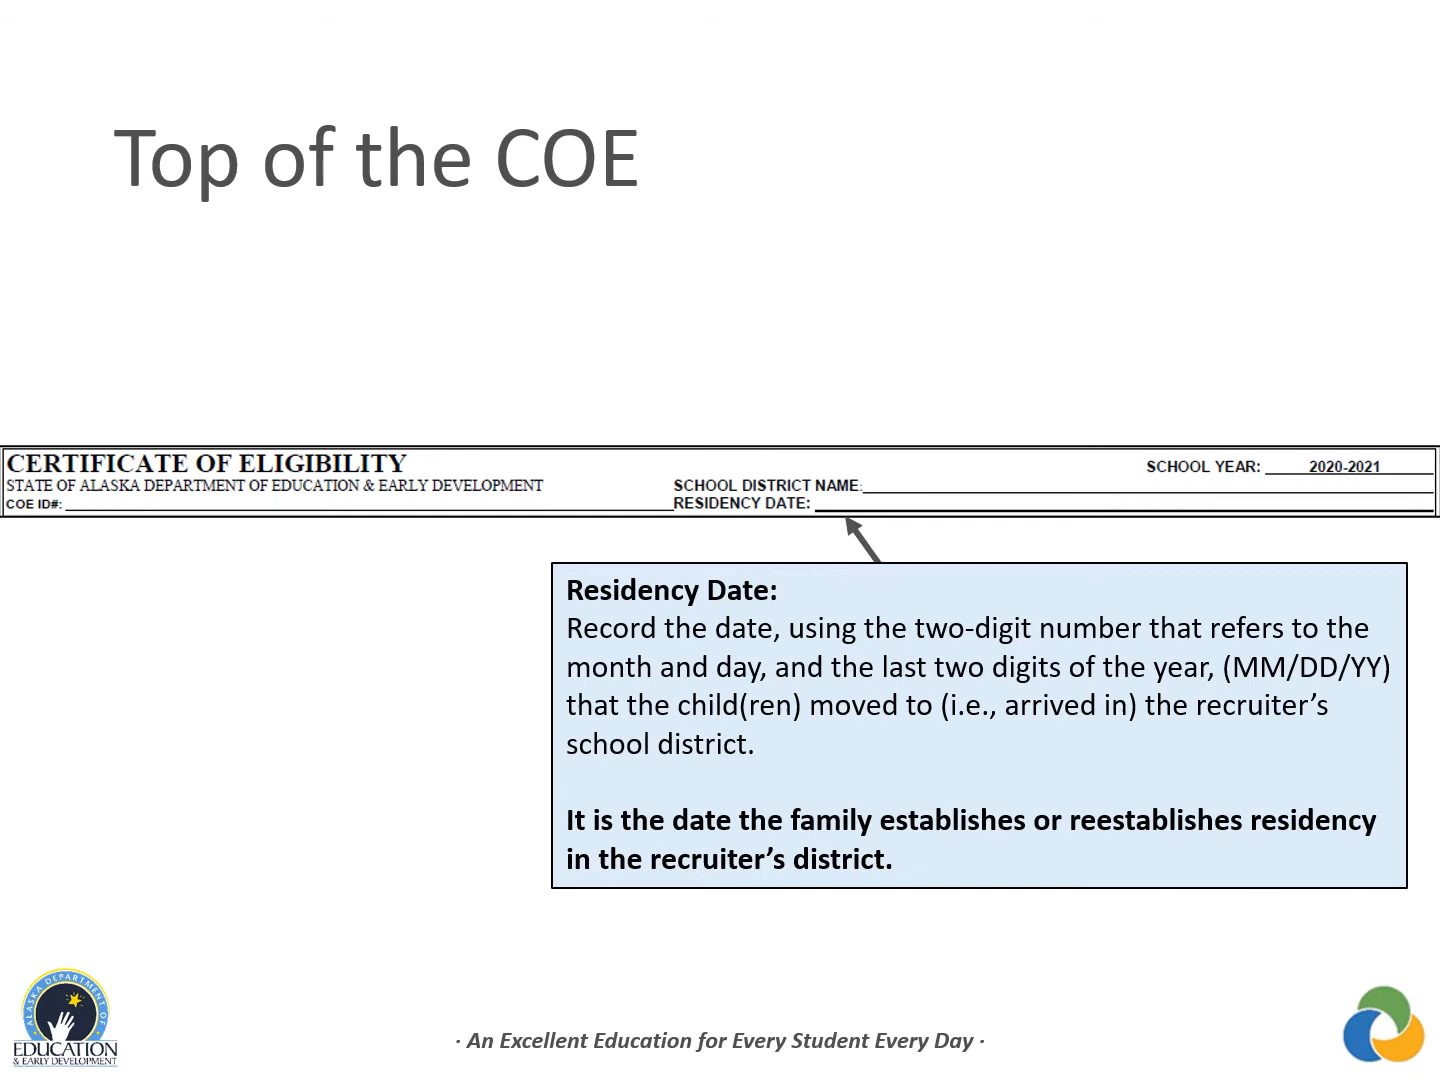 Top of the COE
CERTIFICATE OF ELIGIBILITY
SCHOOL YEAR: 2020-2021
STATE OF ALASKA DEPARTMENT OF EDUCATION & EARLY DEVELOPMENT
SCHOOL DISTRICT NAME:
COE ID#:
RESIDENCY DATE:
Residency Date:
Record the date, using the two-digit number that refers to the
month and day, and the last two digits of the year, (MM/DD/YY)
that the child(ren) moved to (i.e., arrived in) the recruiter’s
school district.
It is the date the family establishes or reestablishes residency
in the recruiter’s district.
ALASKA DEPARTMENT OF
EDUCATION
& EARLY DEVELOPMENT
· An Excellent Education for Every Student Every Day ·